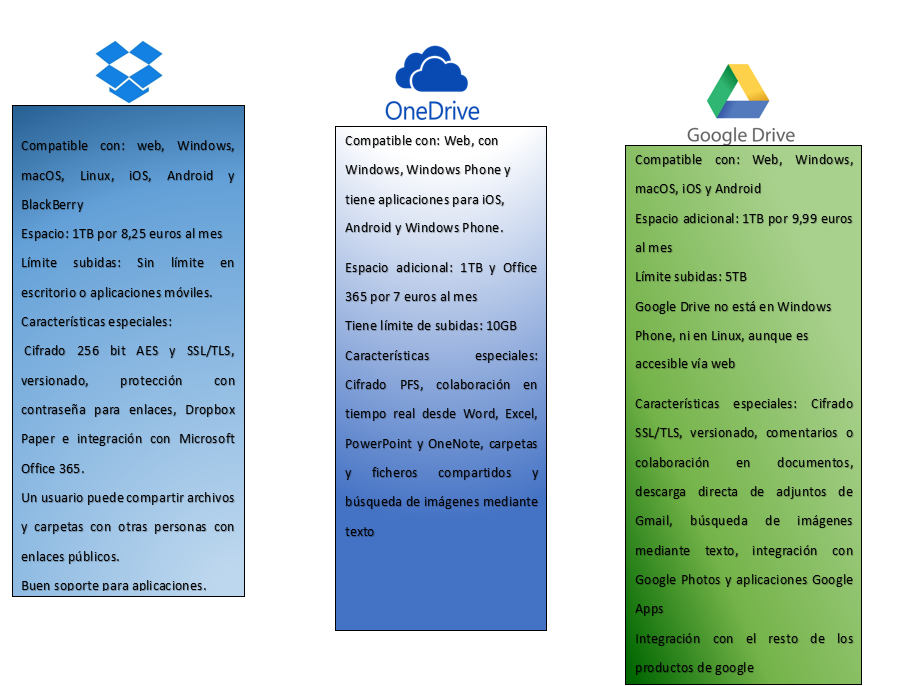 Compatible con: web, Windows,
macOS, Linux, iOS, Android y
BlackBerry
Espacio: 1TB por 8,25 euros al mes
Límite subidas: Sin límite en
escritorio o aplicaciones móviles.
Características especiales:
Cifrado 256 bit AES y SSL/TLS,
versionado, protección con
contraseña para enlaces, Dropbox
Paper e integración con Microsoft
Office 365.
Un usuario puede compartir archivos
y carpetas con otras personas con
enlaces públicos.
Buen soporte para aplicaciones.
OneDrive
Compatible con: Web, con
Windows, Windows Phone y
tiene aplicaciones para iOS,
Android y Windows Phone.
Espacio adicional: 1TB y Office
365 por 7 euros al mes
Tiene límite de subidas: 10GB
Características especiales:
Cifrado PFS, colaboración en
tiempo real desde Word, Excel,
PowerPoint y OneNote, carpetas
y ficheros compartidos y
búsqueda de imágenes mediante
texto
Google Drive
Compatible con: Web, Windows,
macOS, iOS y Android
Espacio adicional: 1TB por 9,99 euros
al mes
Límite subidas: 5TB
Google Drive no está en Windows
Phone, ni en Linux, aunque es
accesible vía web
Características especiales: Cifrado
SSL/TLS, versionado, comentarios o
colaboración en documentos,
descarga directa de adjuntos de
Gmail, búsqueda de imágenes
mediante texto, integración con
Google Photos y aplicaciones Google
Apps
Integración con el resto de los
productos de google